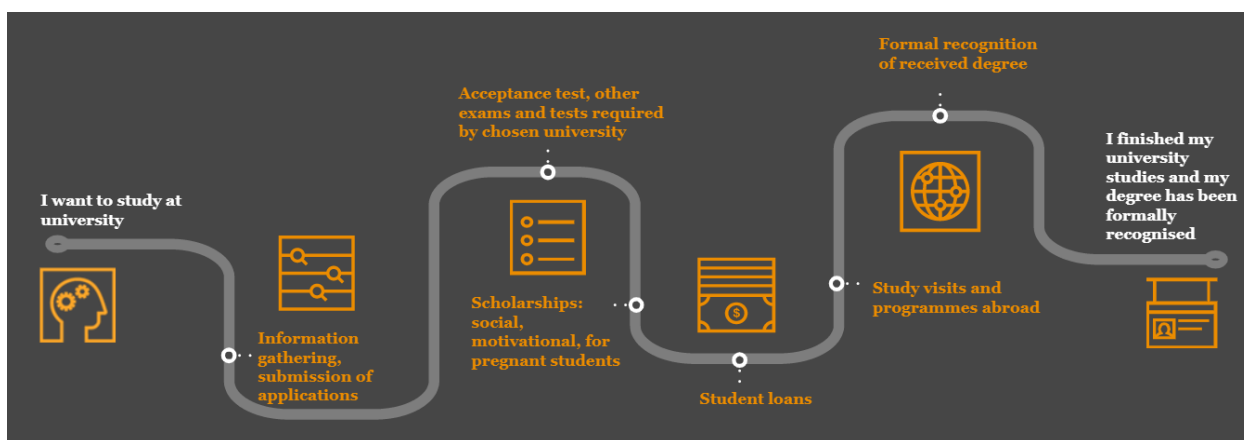 I want to study at
university
Information
gathering,
submission of
applications
Acceptance test, other
exams and tests required
by chosen university
Scholarships:
social,
motivational, for
pregnant students
$
Student loans
Study visits and
programmes abroad
Formal recognition
of received degree
I finished my
university
studies and my
degree has been
formally
recognised